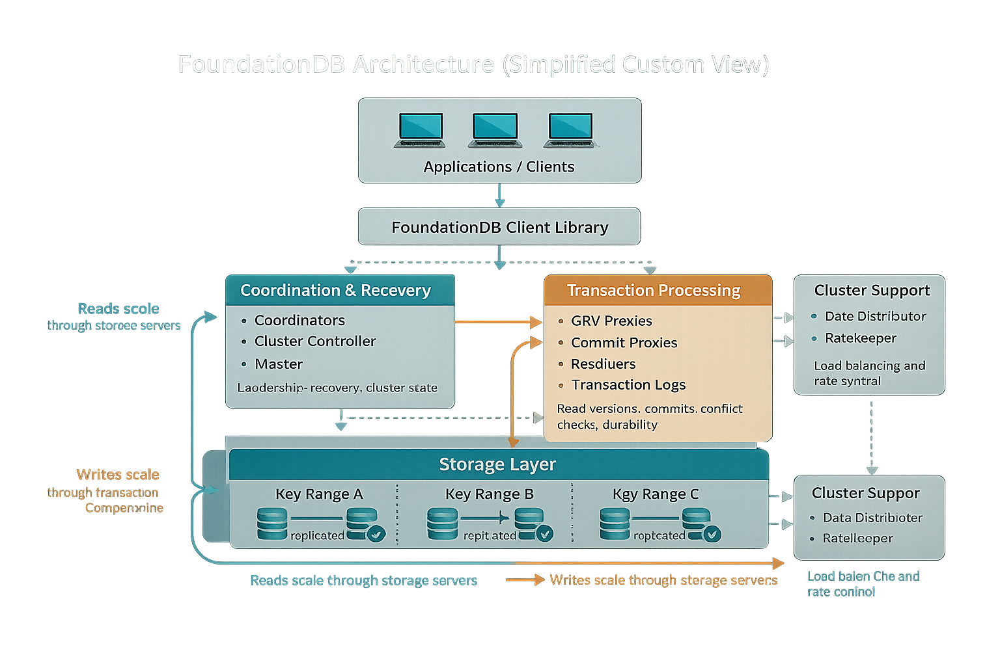 FoundationDB Architecture (Simpiified Custom View)
Applications / Clients
FoundationDB Client Library
Coordination & Recevery
• Coordinators
• Cluster Controller
• Master
Laodership- recovery, cluster state
Transaction Processing
• GRV Prexies
• Commit Proxies
• Resdiuers
• Transaction Logs
Read versions. commits. conflict
checks, durability
Cluster Support
• Date Distributor
• Ratekeeper
Load balancing and
rate syntral
Reads scole
through storeee servers
Writes scale
through transaction
Storage Layer
Key Range A
roplicated
Key Range B
repit ated
Kgy Range C
roptcated
Cluster Suppor
• Data Distribioter
• Ratelleeper
Load balen Che and
rate coninol
Reads scale through storage servers
Writes scale through sterage servers